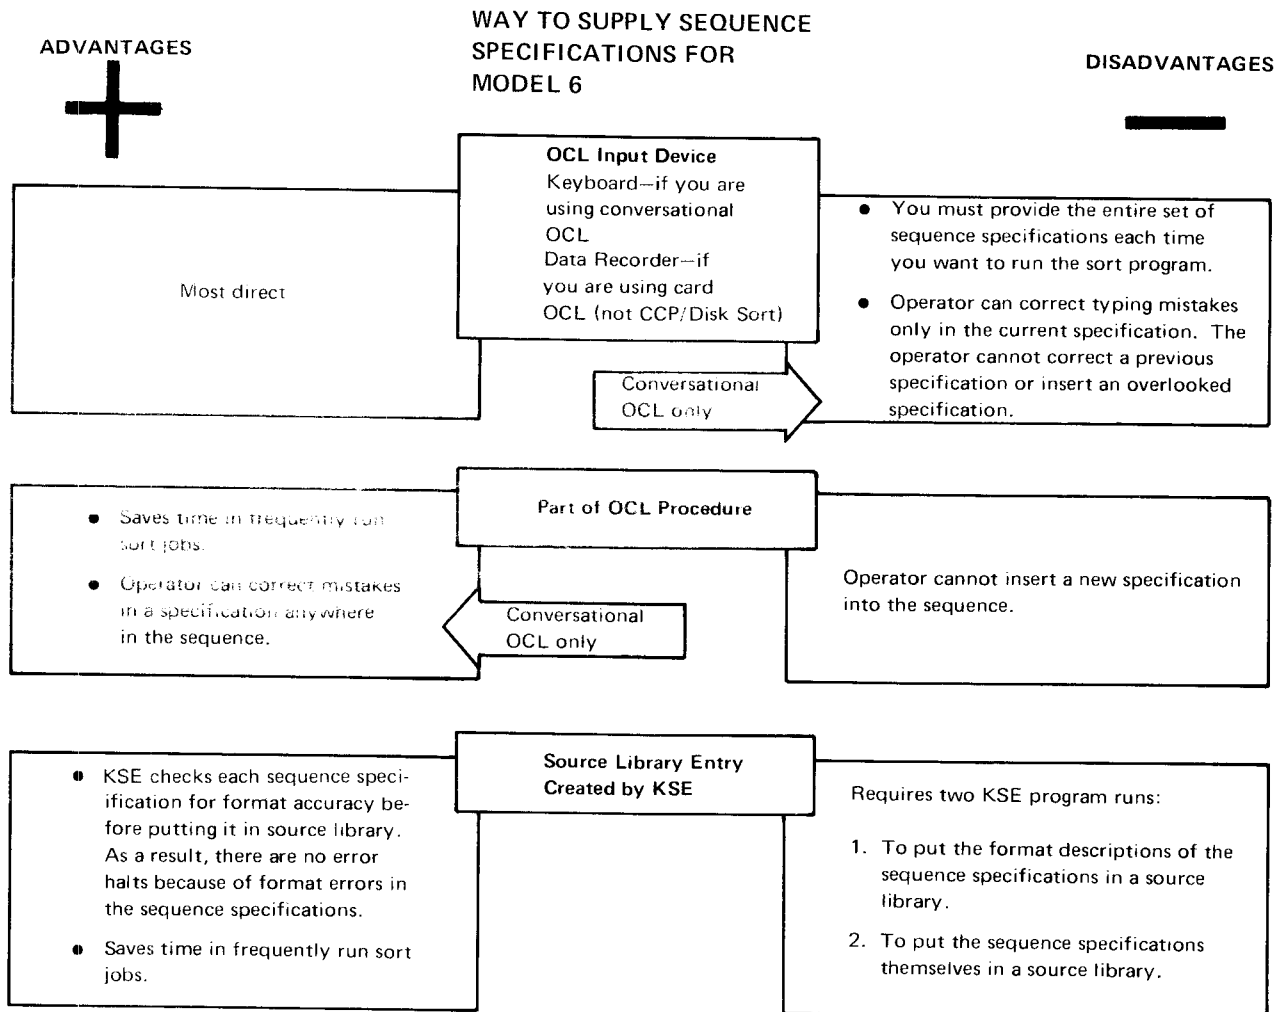 ADVANTAGES
WAY TO SUPPLY SEQUENCE
SPECIFICATIONS FOR
MODEL 6
DISADVANTAGES
Most direct
OCL Input Device
Keyboard—if you are
using conversational
OCL
Data Recorder—if
you are using card
OCL (not CCP/Disk Sort)
Conversational
OCL only
● You must provide the entire set of
sequence specifications each time
you want to run the sort program.
● Operator can correct typing mistakes
only in the current specification. The
operator cannot correct a previous
specification or insert an overlooked
specification.
● Saves time in frequently run
sort jobs.
● Operator can correct mistakes
in a specification anywhere
in the sequence.
Part of OCL Procedure
Conversational
OCL only
Operator cannot insert a new specification
into the sequence.
● KSE checks each sequence speci-
ification for format accuracy be-
fore putting it in source library.
As a result, there are no error
halts because of format errors in
the sequence specifications.
● Saves time in frequently run sort
jobs.
Source Library Entry
Created by KSE
Requires two KSE program runs:
1. To put the format descriptions of the
sequence specifications in a source
library.
2. To put the sequence specifications
themselves in a source library.